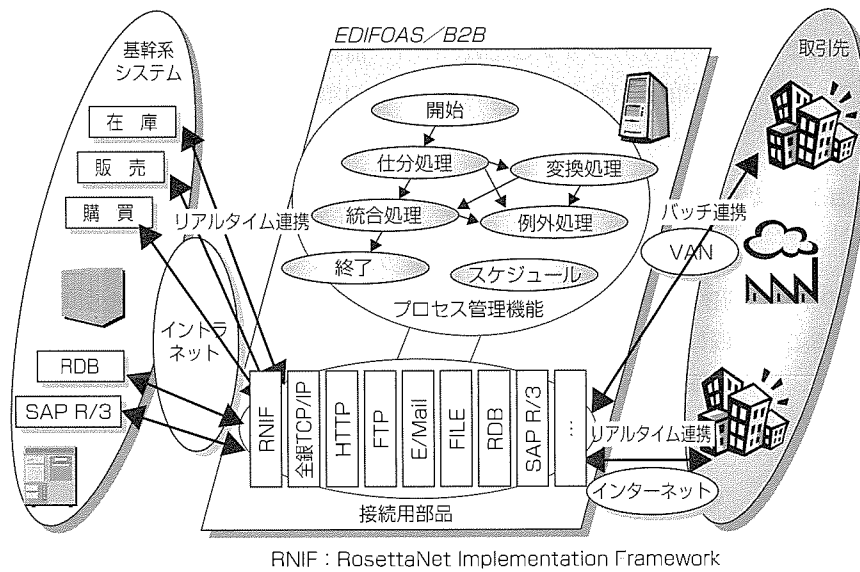 EDIFOAS／B2B
基幹系
システム
在 庫
販 売
購 買
リアルタイム連携
イントラ
ネット
RDB
SAP R/3
開始
仕分処理
変換処理
統合処理
例外処理
終了
スケジュール
プロセス管理機能
RNIF
全銀TCP/IP
HTTP
FTP
E/Mail
FILE
RDB
SAP R/3
…
接続用部品
取引先
バッチ連携
VAN
リアルタイム連携
インターネット
RNIF：RosettaNet Implementation Framework